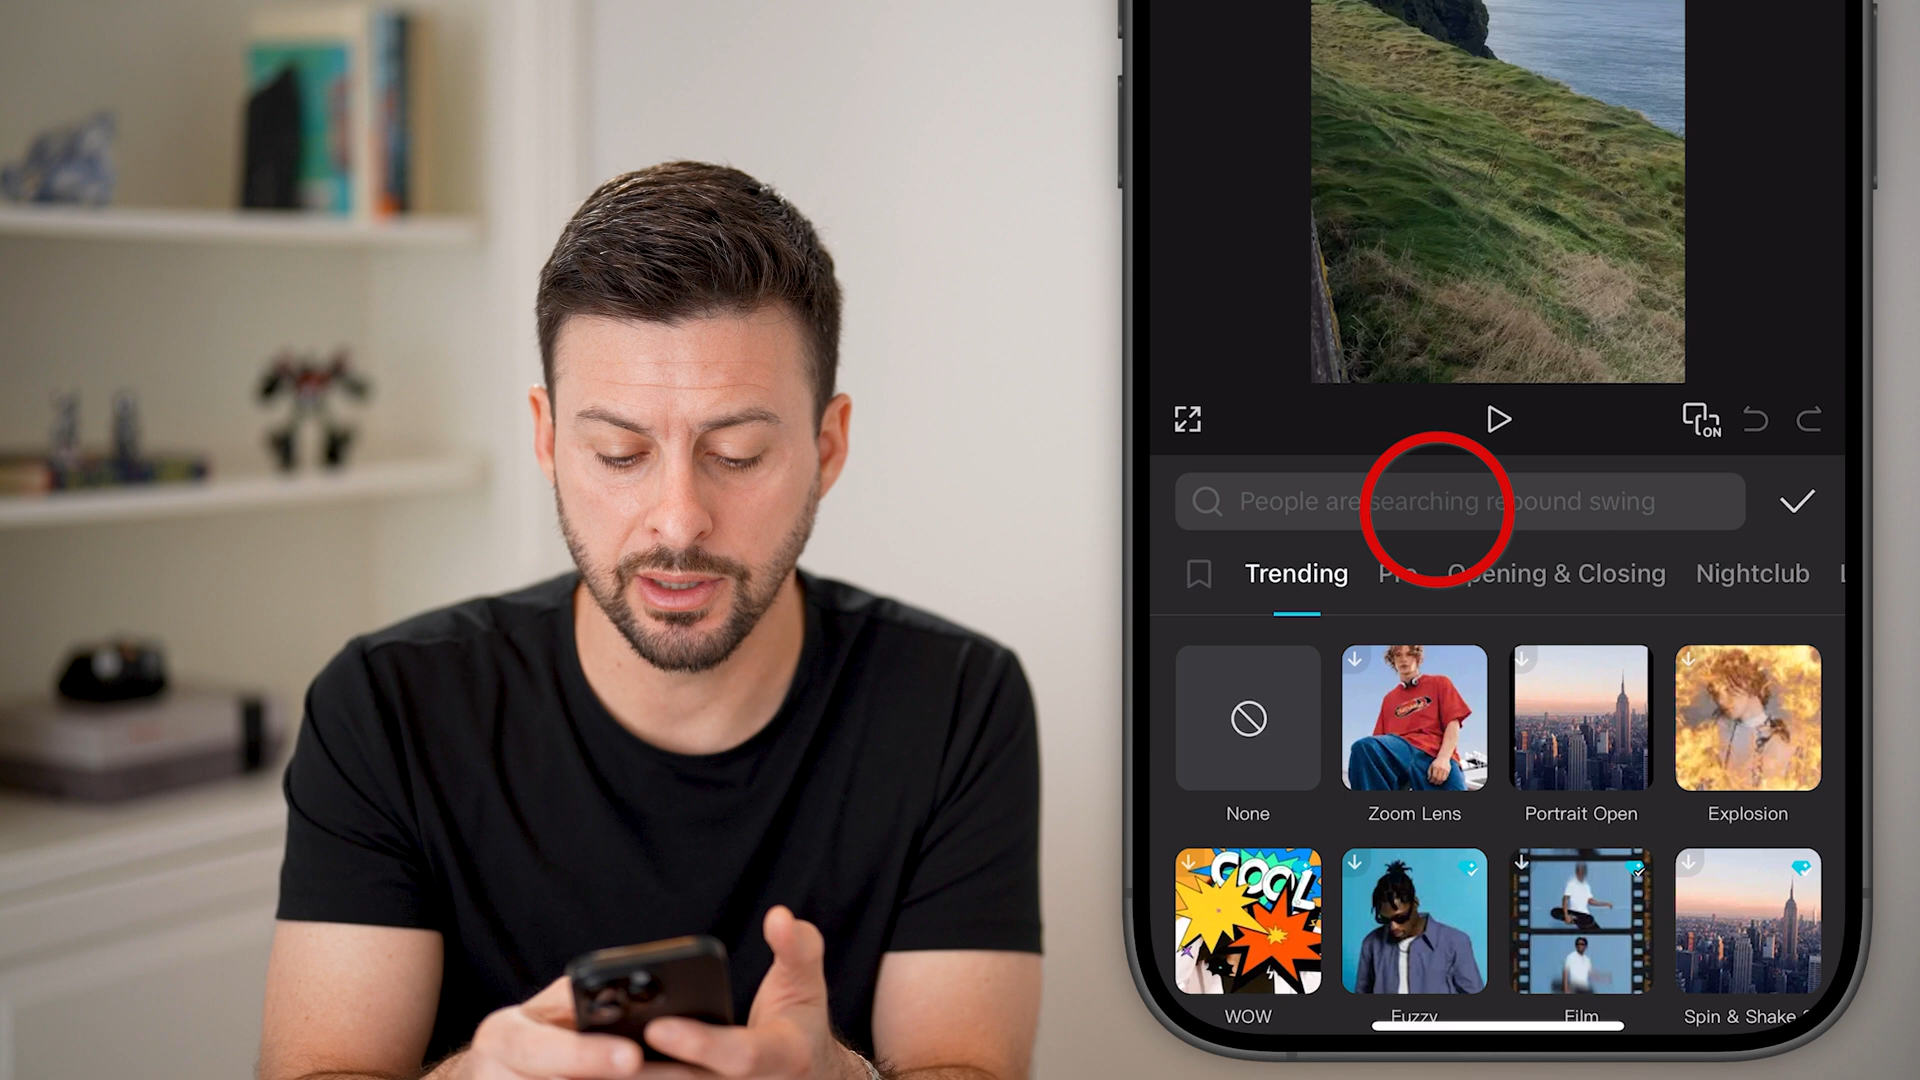 ON
People are searching rebound swing
Trending Pro Opening & Closing Nightclub
None Zoom Lens Portrait Open Explosion
COOL
WOW Fuzzy Film Spin & Shake